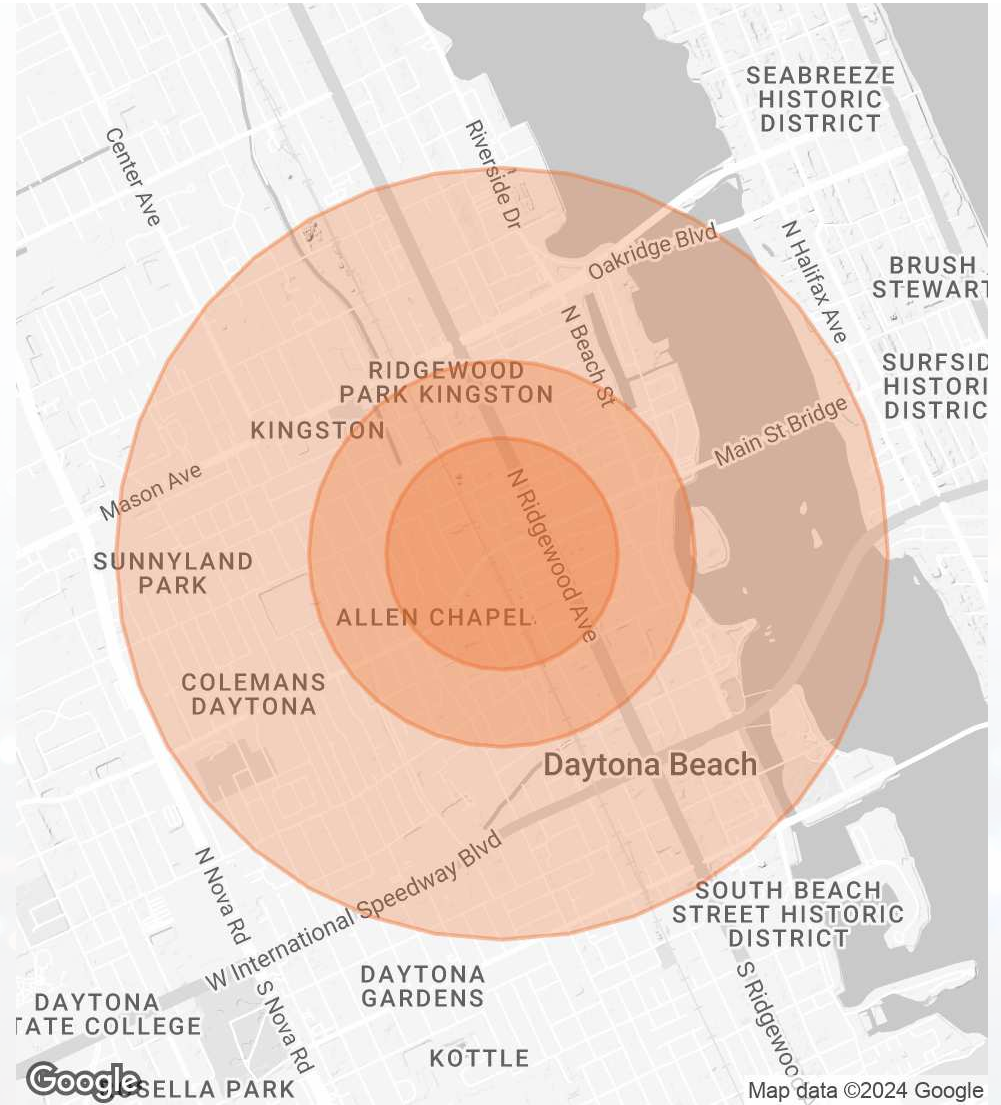 SEABREEZE
HISTORIC
DISTRICT
Center Ave
Riverside Dr
Oakridge Blvd
N Halifax Ave
BRUSH
STEWART
N Beach St
RIDGEWOOD
PARK KINGSTON
SURFSID
HISTORI
DISTRIC
KINGSTON
Main St Bridge
Mason Ave
N Ridgewood Ave
SUNNYLAND
PARK
ALLEN CHAPEL
COLEMANS
DAYTONA
Daytona Beach
N Nova Rd
W International Speedway Blvd
SOUTH BEACH
STREET HISTORIC
DISTRICT
DAYTONA
GARDENS
S Nova Rd
S Ridgewood
DAYTONA
TATE COLLEGE
KOTTLE
Google
SELLA PARK
Map data ©2024 Google